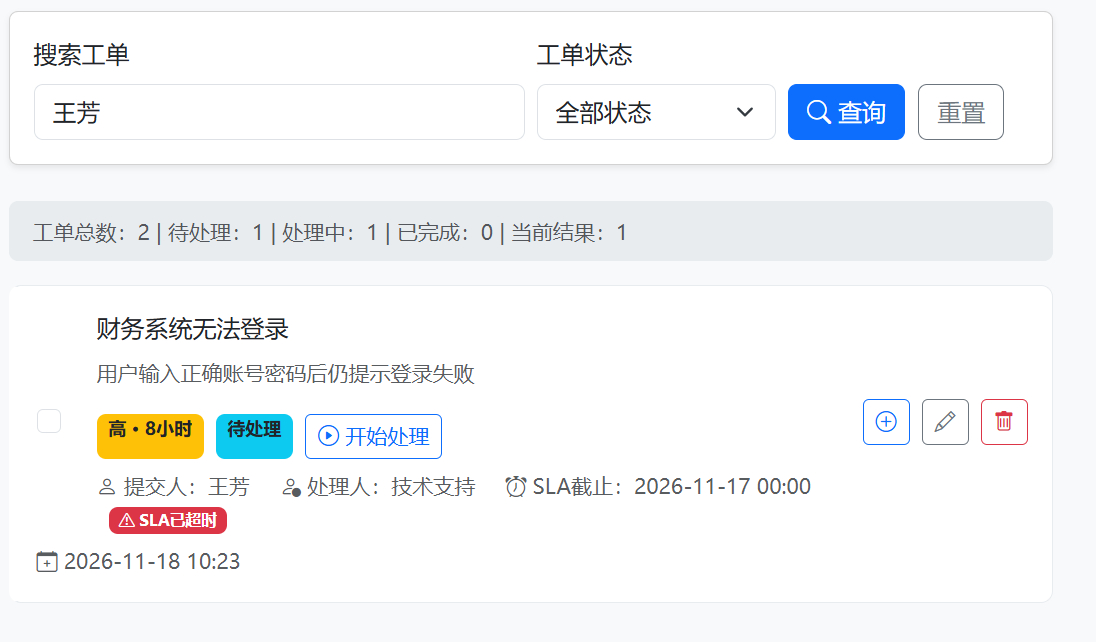 搜索工单 工单状态
王芳 全部状态 查询 重置
工单总数：2 | 待处理：1 | 处理中：1 | 已完成：0 | 当前结果：1
财务系统无法登录
用户输入正确账号密码后仍提示登录失败
高·8小时 待处理 开始处理
提交人：王芳 处理人：技术支持 SLA截止：2026-11-17 00:00
SLA已超时
2026-11-18 10:23